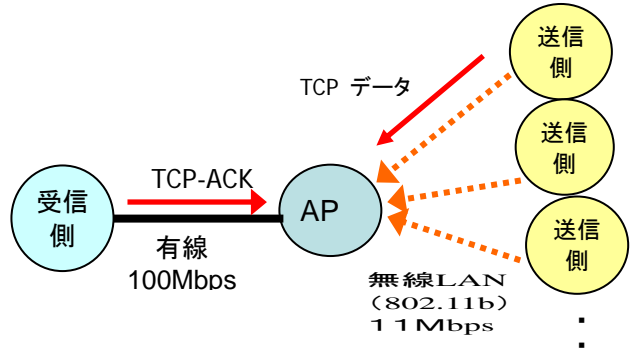 送信
側
TCP データ
送信
側
TCP-ACK
受信
側
AP
送信
側
有線
100Mbps
無線LAN
(802.11b)
11Mbps